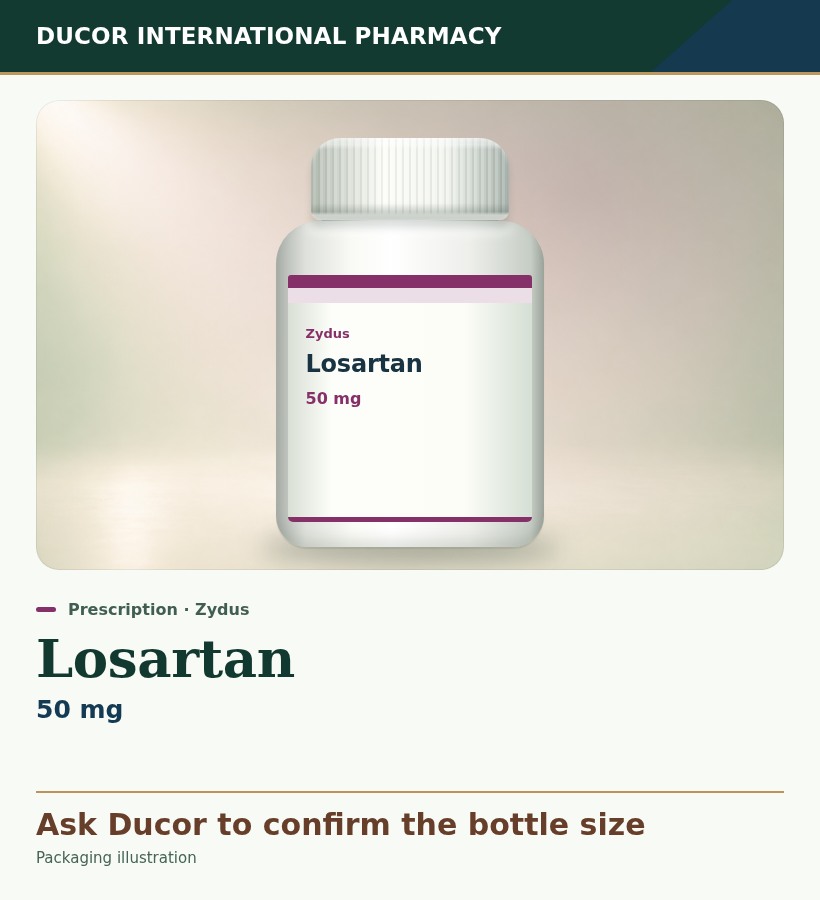 DUCOR INTERNATIONAL PHARMACY
Zydus
Losartan
50 mg
Prescription · Zydus
Losartan
50 mg
Ask Ducor to confirm the bottle size
Packaging illustration